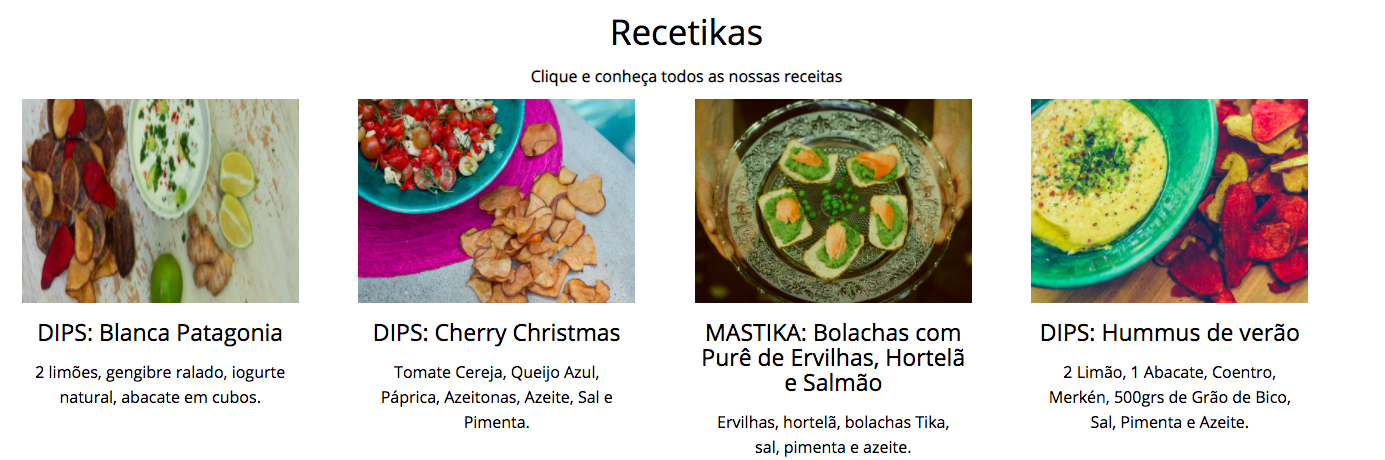 Recetikas
Clique e conheça todos as nossas receitas
DIPS: Blanca Patagonia
2 limões, gengibre ralado, iogurte
natural, abacate em cubos.
DIPS: Cherry Christmas
Tomate Cereja, Queijo Azul,
Páprica, Azeitonas, Azeite, Sal e
Pimenta.
MASTIKA: Bolachas com
Purê de Ervilhas, Hortelã
e Salmão
Ervilhas, hortelã, bolachas Tika,
sal, pimenta e azeite.
DIPS: Hummus de verão
2 Limão, 1 Abacate, Coentro,
Merkén, 500grs de Grão de Bico,
Sal, Pimenta e Azeite.